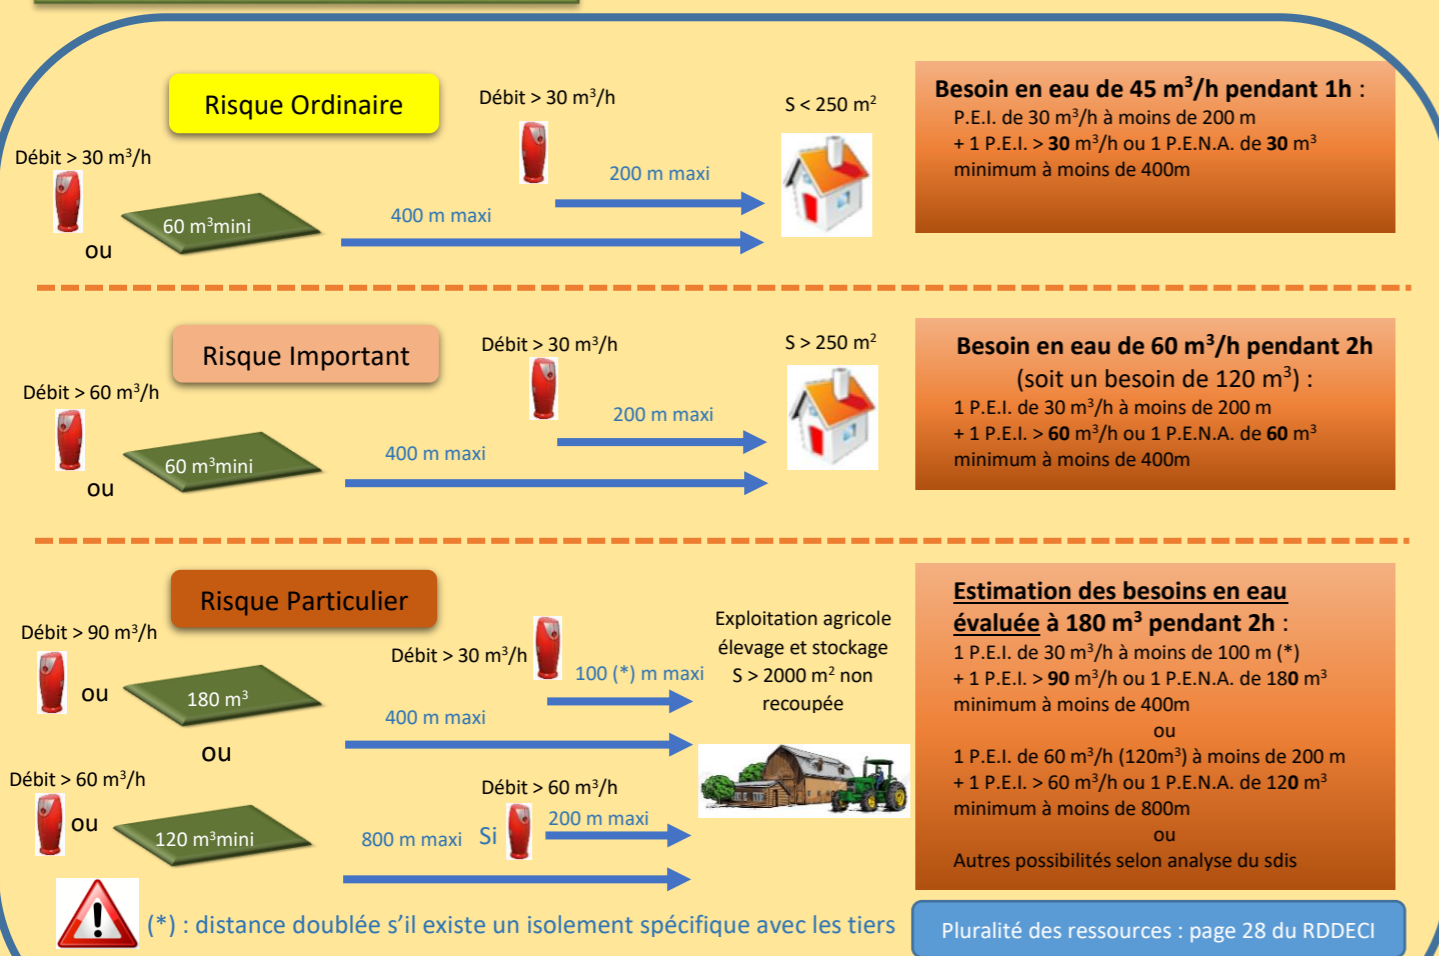 Risque Ordinaire
Débit > 30 m³/h
S < 250 m²
Débit > 30 m³/h
200 m maxi
60 m³mini
400 m maxi
ou
Besoin en eau de 45 m³/h pendant 1h :
P.E.I. de 30 m³/h à moins de 200 m
+ 1 P.E.I. > 30 m³/h ou 1 P.E.N.A. de 30 m³
minimum à moins de 400m
Risque Important
Débit > 30 m³/h
S > 250 m²
Débit > 60 m³/h
200 m maxi
60 m³mini
400 m maxi
ou
Besoin en eau de 60 m³/h pendant 2h
(soit un besoin de 120 m³) :
1 P.E.I. de 30 m³/h à moins de 200 m
+ 1 P.E.I. > 60 m³/h ou 1 P.E.N.A. de 60 m³
minimum à moins de 400m
Risque Particulier
Débit > 90 m³/h
Débit > 30 m³/h
Exploitation agricole
élevage et stockage
S > 2000 m² non
recoupée
100 (*) m maxi
ou
180 m³
400 m maxi
ou
Débit > 60 m³/h
Débit > 60 m³/h
ou
120 m³mini
800 m maxi
Si
200 m maxi
Estimation des besoins en eau
évaluée à 180 m³ pendant 2h :
1 P.E.I. de 30 m³/h à moins de 100 m (*)
+ 1 P.E.I. > 90 m³/h ou 1 P.E.N.A. de 180 m³
minimum à moins de 400m
ou
1 P.E.I. de 60 m³/h (120m³) à moins de 200 m
+ 1 P.E.I. > 60 m³/h ou 1 P.E.N.A. de 120 m³
minimum à moins de 800m
ou
Autres possibilités selon analyse du sdis
(*) : distance doublée s’il existe un isolement spécifique avec les tiers
Pluralité des ressources : page 28 du RDDECI